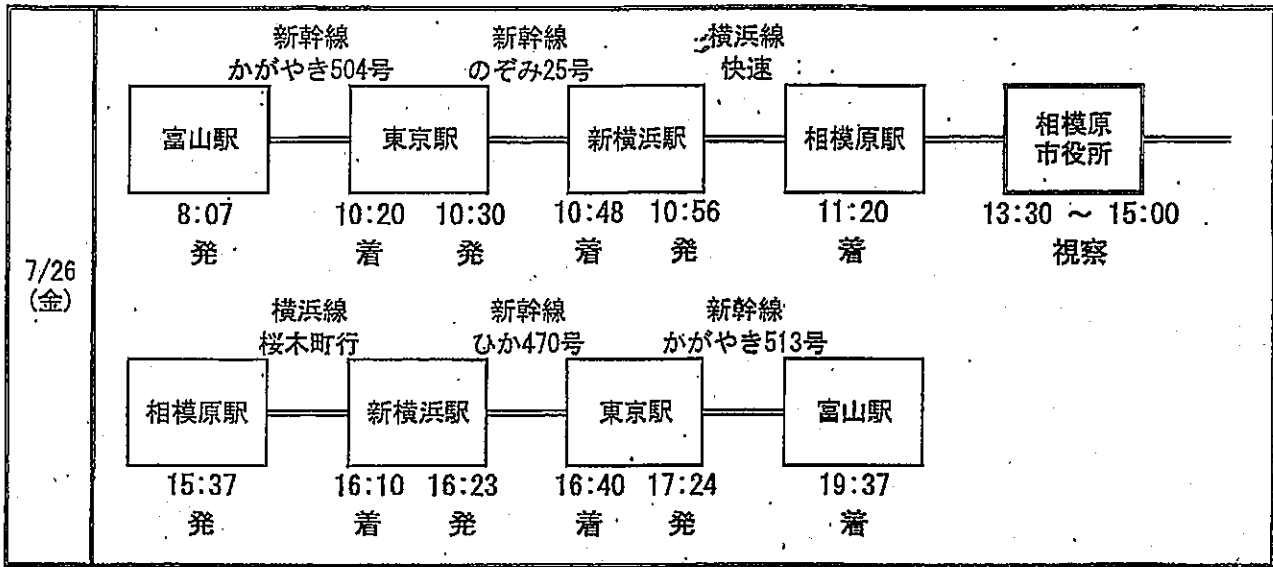 7/26
(金)
新幹線
かがやき504号
新幹線
のぞみ25号
横浜線
快速
富山駅
東京駅
新横浜駅
相模原駅
相模原
市役所
8:07
発
10:20
着
10:30
発
10:48
着
10:56
発
11:20
着
13:30 ～ 15:00
視察
横浜線
桜木町行
新幹線
ひか470号
新幹線
かがやき513号
相模原駅
新横浜駅
東京駅
富山駅
15:37
発
16:10
着
16:23
発
16:40
着
17:24
発
19:37
着